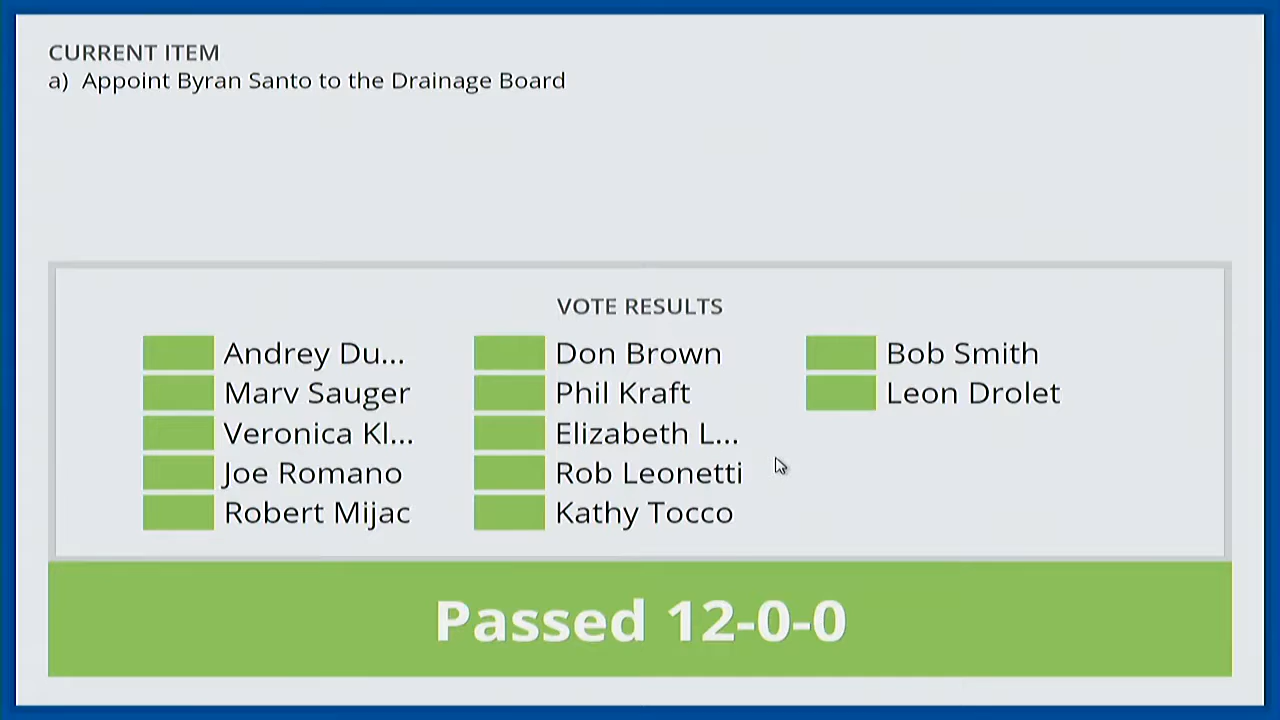 CURRENT ITEM
a) Appoint Byran Santo to the Drainage Board
VOTE RESULTS
Andrey Du...
Marv Sauger
Veronica Kl...
Joe Romano
Robert Mijac
Don Brown
Phil Kraft
Elizabeth L...
Rob Leonetti
Kathy Tocco
Bob Smith
Leon Drolet
Passed 12-0-0